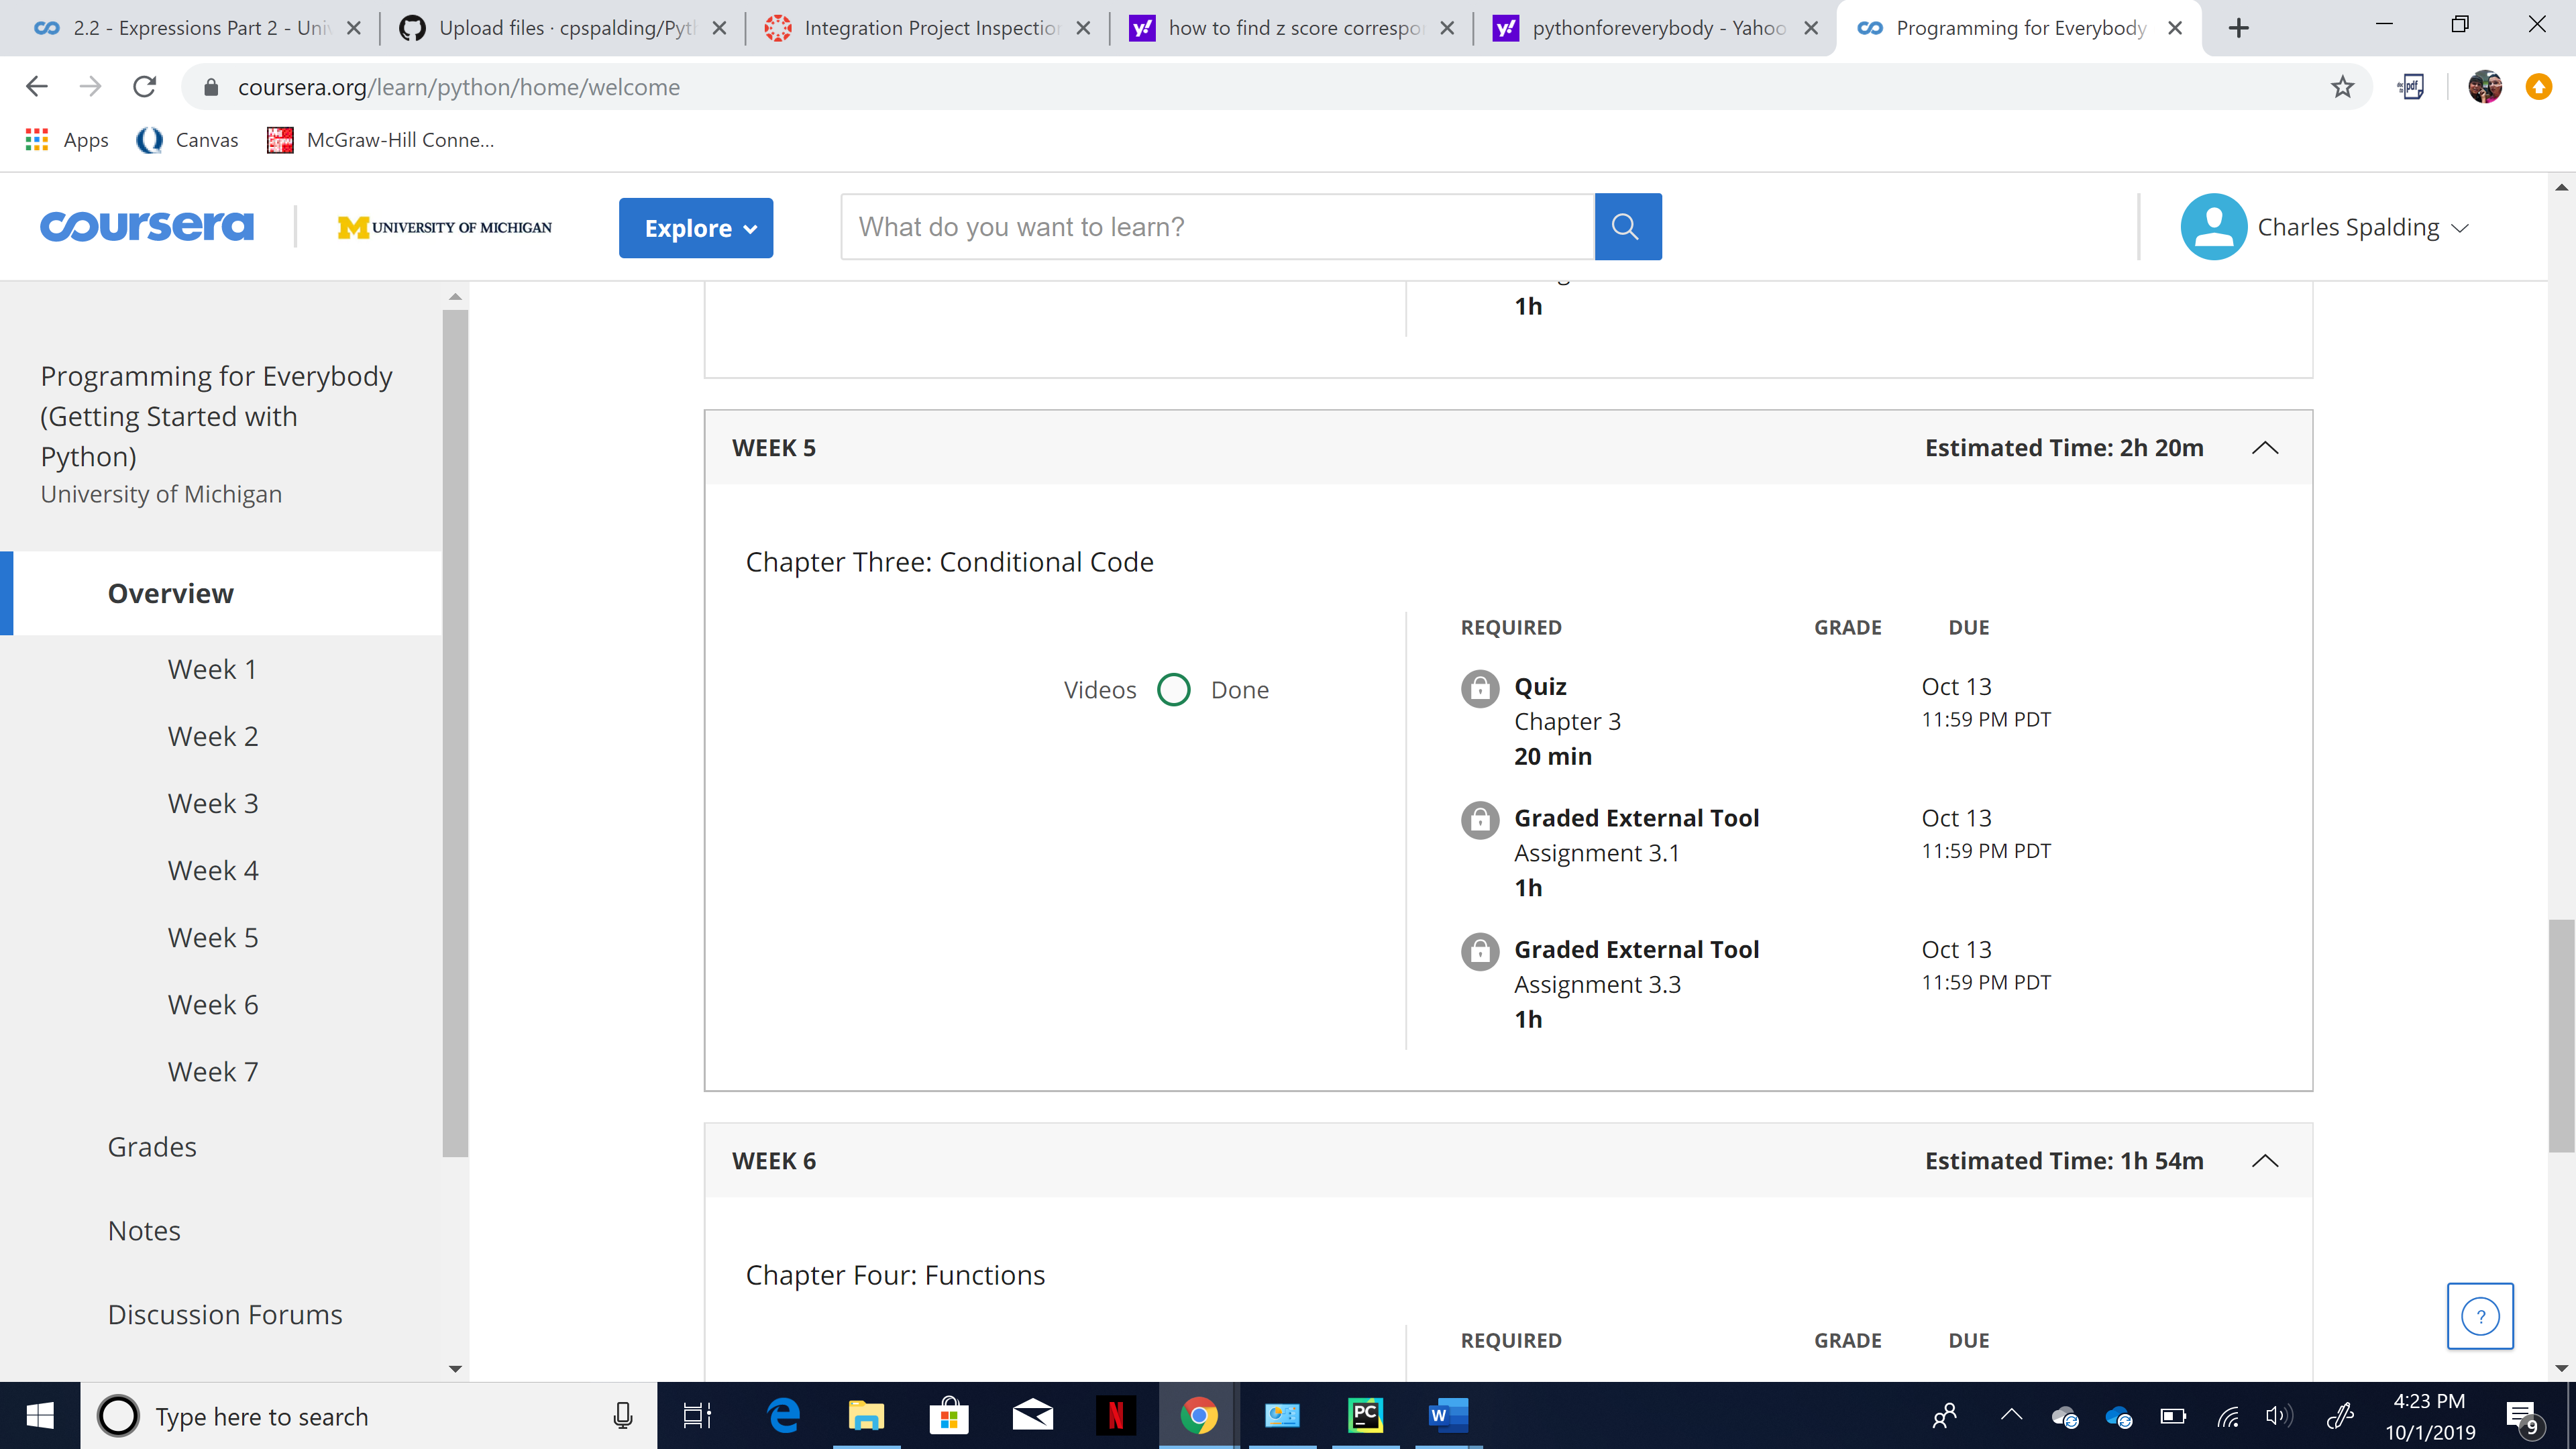 2.2 - Expressions Part 2 - Uni
Upload files · cpspalding/Pyt
Integration Project Inspection
how to find z score correspo
pythonforeverybody - Yahoo
Programming for Everybody
coursera.org/learn/python/home/welcome
pdf
Apps
Canvas
McGraw-Hill Conne...
coursera
M UNIVERSITY OF MICHIGAN
Explore
What do you want to learn?
Charles Spalding
Programming for Everybody
(Getting Started with
Python)
University of Michigan
Overview
Week 1
Week 2
Week 3
Week 4
Week 5
Week 6
Week 7
Grades
Notes
Discussion Forums
1h
WEEK 5
Estimated Time: 2h 20m
Chapter Three: Conditional Code
Videos
Done
REQUIRED
GRADE
DUE
Quiz
Chapter 3
20 min
Oct 13
11:59 PM PDT
Graded External Tool
Assignment 3.1
1h
Oct 13
11:59 PM PDT
Graded External Tool
Assignment 3.3
1h
Oct 13
11:59 PM PDT
WEEK 6
Estimated Time: 1h 54m
Chapter Four: Functions
REQUIRED
GRADE
DUE
?
Type here to search
N
PC
W
4:23 PM
10/1/2019
9